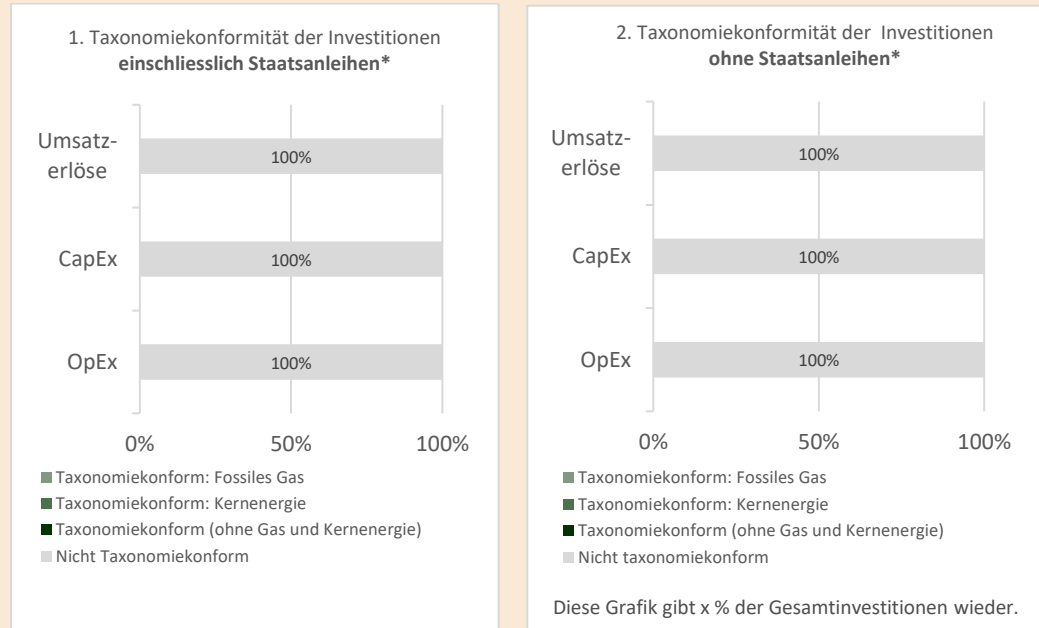 1. Taxonomiekonformität der Investitionen
einschliesslich Staatsanleihen*
Umsatz-
erlöse
100%
CapEx
100%
OpEx
100%
0%
50%
100%
Taxonomiekonform: Fossiles Gas
Taxonomiekonform: Kernenergie
Taxonomiekonform (ohne Gas und Kernenergie)
Nicht Taxonomiekonform
2. Taxonomiekonformität der Investitionen
ohne Staatsanleihen*
Umsatz-
erlöse
100%
CapEx
100%
OpEx
100%
0%
50%
100%
Taxonomiekonform: Fossiles Gas
Taxonomiekonform: Kernenergie
Taxonomiekonform (ohne Gas und Kernenergie)
Nicht taxonomiekonform
Diese Grafik gibt x % der Gesamtinvestitionen wieder.